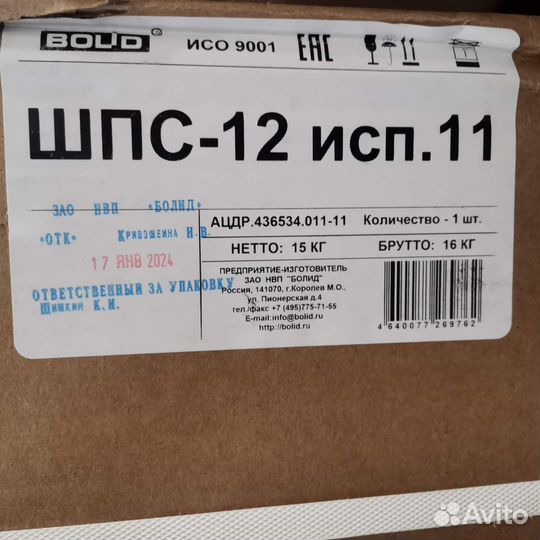 BOLID® ИСО 9001 ЕАС
ШПС-12 исп.11
ЗАО НВП «БОЛИД»
«ОТК» Кривошеина Н.В.
17 ЯНВ 2024
ОТВЕТСТВЕННЫЙ ЗА УПАКОВКУ
Шишкин К.И.
АЦДР.436534.011-11 Количество - 1 шт.
НЕТТО: 15 КГ БРУТТО: 16 КГ
ПРЕДПРИЯТИЕ-ИЗГОТОВИТЕЛЬ
ЗАО НВП "БОЛИД"
Россия, 141070, г.Королев М.О.,
ул. Пионерская д.4
тел./факс +7 (495)775-71-55
E-mail:info@bolid.ru
http://bolid.ru
4 640077 269762
Avito